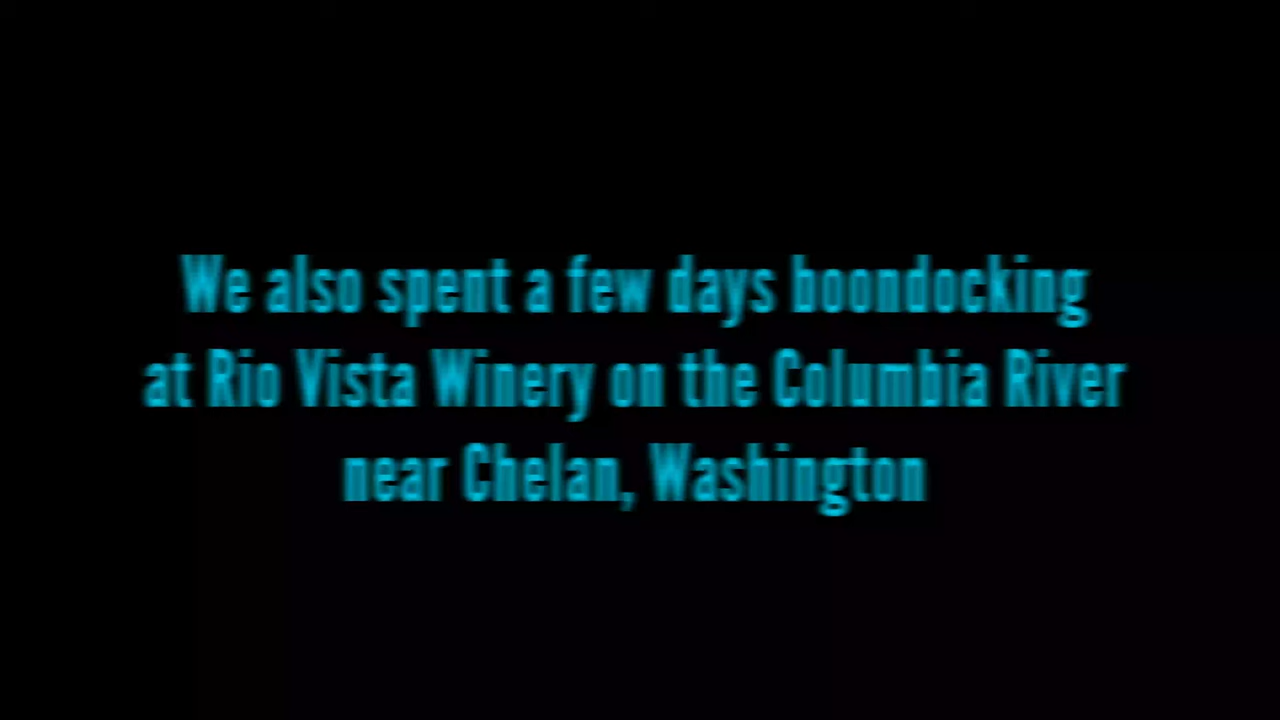 We also spent a few days boondocking
at Rio Vista Winery on the Columbia River
near Chelan, Washington